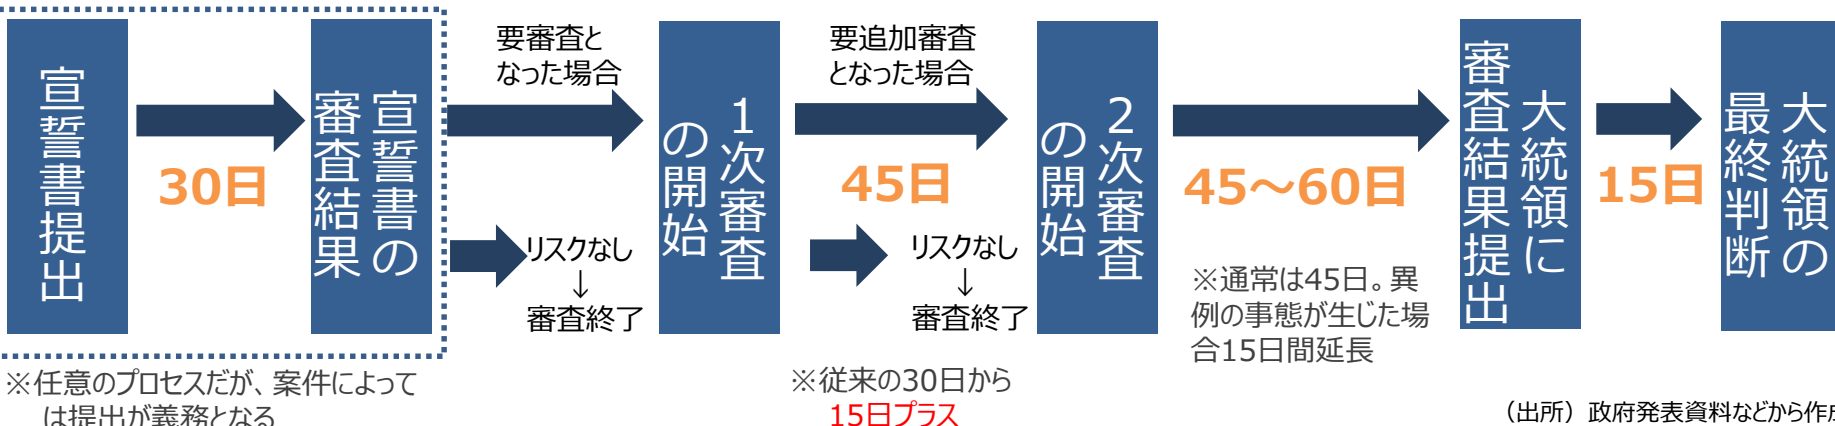 宣誓書提出
30日
宣誓書の
審査結果
※任意のプロセスだが、案件によって
は提出が義務となる
要審査と
なった場合
リスクなし
↓
審査終了
1次審査
の開始
要追加審査
となった場合
45日
リスクなし
↓
審査終了
※従来の30日から
15日プラス
2次審査
の開始
45～60日
※通常は45日。異
例の事態が生じた場
合15日間延長
大統領に
審査結果提出
15日
大統領の
最終判断
（出所）政府発表資料などから作成